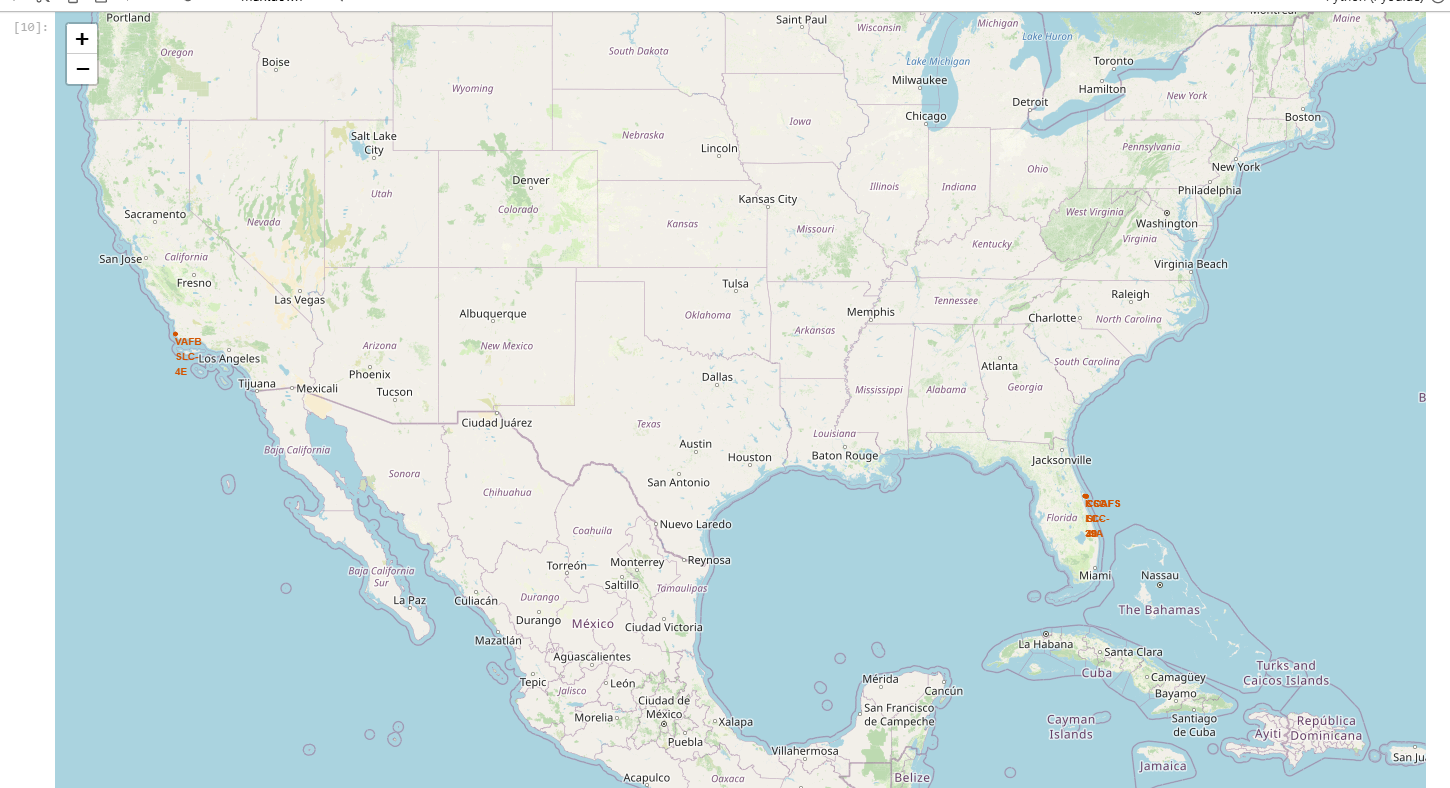 [10]:
+
−
Portland
Oregon
Boise
Wyoming
South Dakota
Saint Paul
Wisconsin
Michigan
Lake Huron
Lake Michigan
Milwaukee
Toronto
Hamilton
Detroit
New York
Maine
Boston
Chicago
Iowa
Nebraska
Lincoln
Salt Lake
City
Sacramento
Nevada
Utah
Denver
Colorado
Kansas
Kansas City
Missouri
Illinois
Indiana
Ohio
Pennsylvania
New York
Philadelphia
West Virginia
Washington
Virginia
Kentucky
Virginia Beach
San Jose
California
Fresno
Las Vegas
Albuquerque
Tulsa
Oklahoma
Arkansas
Memphis
Tennessee
Raleigh
Charlotte
North Carolina
VAFB
SLC-
4E
Los Angeles
Arizona
New Mexico
Phoenix
Tucson
Tijuana
Mexicali
Ciudad Juárez
Dallas
Texas
Mississippi
Alabama
Atlanta
Georgia
South Carolina
Austin
Houston
San Antonio
Louisiana
Baton Rouge
Jacksonville
Florida
Miami
Nassau
The Bahamas
Baja California
Sonora
Chihuahua
Coahuila
Nuevo Laredo
Reynosa
Monterrey
Torreón
Saltillo
Tamaulipas
Baja California
Sur
La Paz
Culiacán
Durango
Durango
México
Ciudad Victoria
Mazatlán
Aguascalientes
Tepic
León
Jalisco
Ciudad de
México
Morelia
Xalapa
Puebla
Villahermosa
Acapulco
Oaxaca
Mérida
Cancún
San Francisco
de Campeche
Belize
La Habana
Santa Clara
Cuba
Camagüey
Bayamo
Santiago
de Cuba
Turks and
Caicos Islands
Cayman
Islands
Jamaica
Ayiti
República
Dominicana